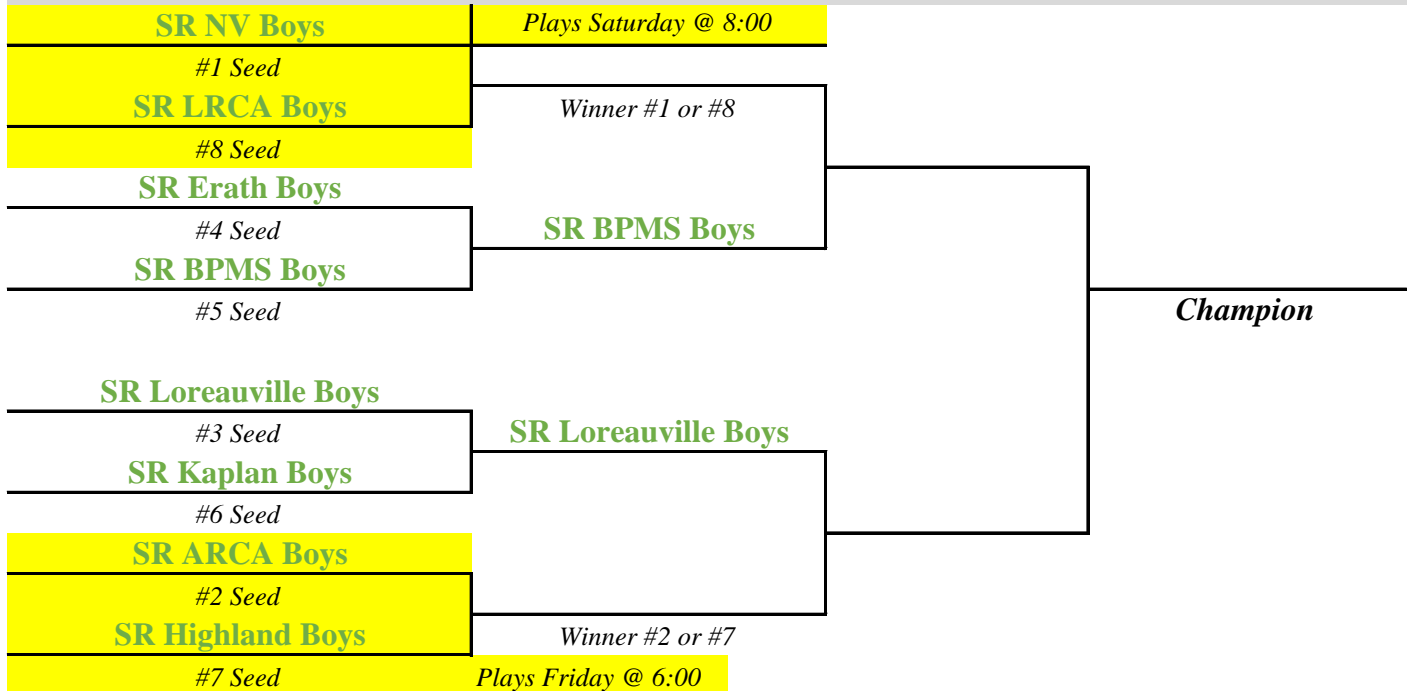 SR NV Boys
Plays Saturday @ 8:00
#1 Seed
SR LRCA Boys
Winner #1 or #8
#8 Seed
SR Erath Boys
#4 Seed
SR BPMS Boys
SR BPMS Boys
#5 Seed
Champion
SR Loreauville Boys
#3 Seed
SR Loreauville Boys
SR Kaplan Boys
#6 Seed
SR ARCA Boys
#2 Seed
SR Highland Boys
Winner #2 or #7
#7 Seed
Plays Friday @ 6:00